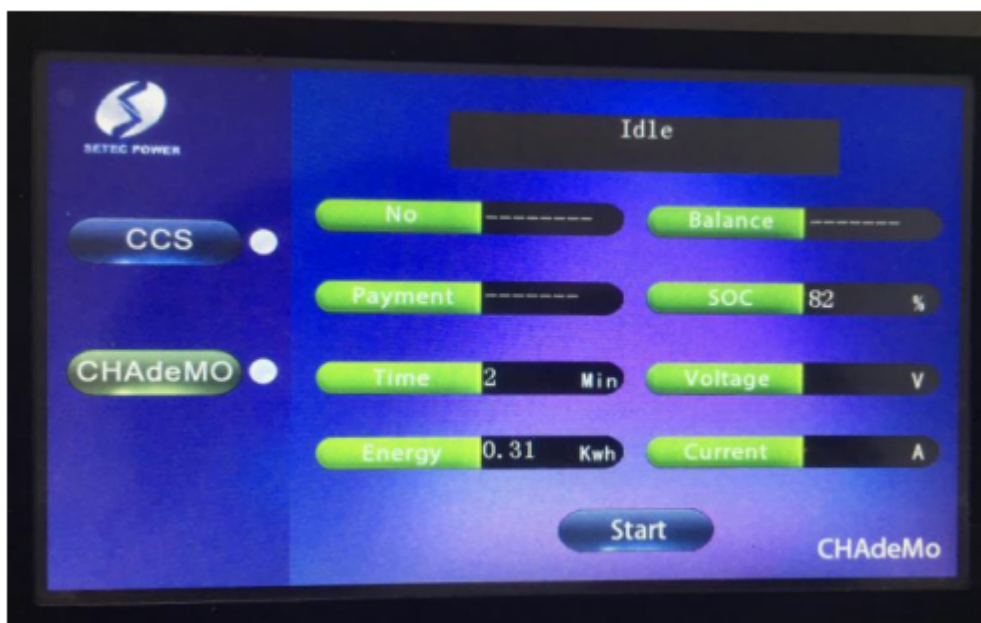 SETEC POWER
Idle
CCS
No --------
Balance -------
Payment -------
SOC 82 %
CHAdeMO
Time 2 Min
Voltage V
Energy 0.31 Kwh
Current A
Start
CHAdeMo